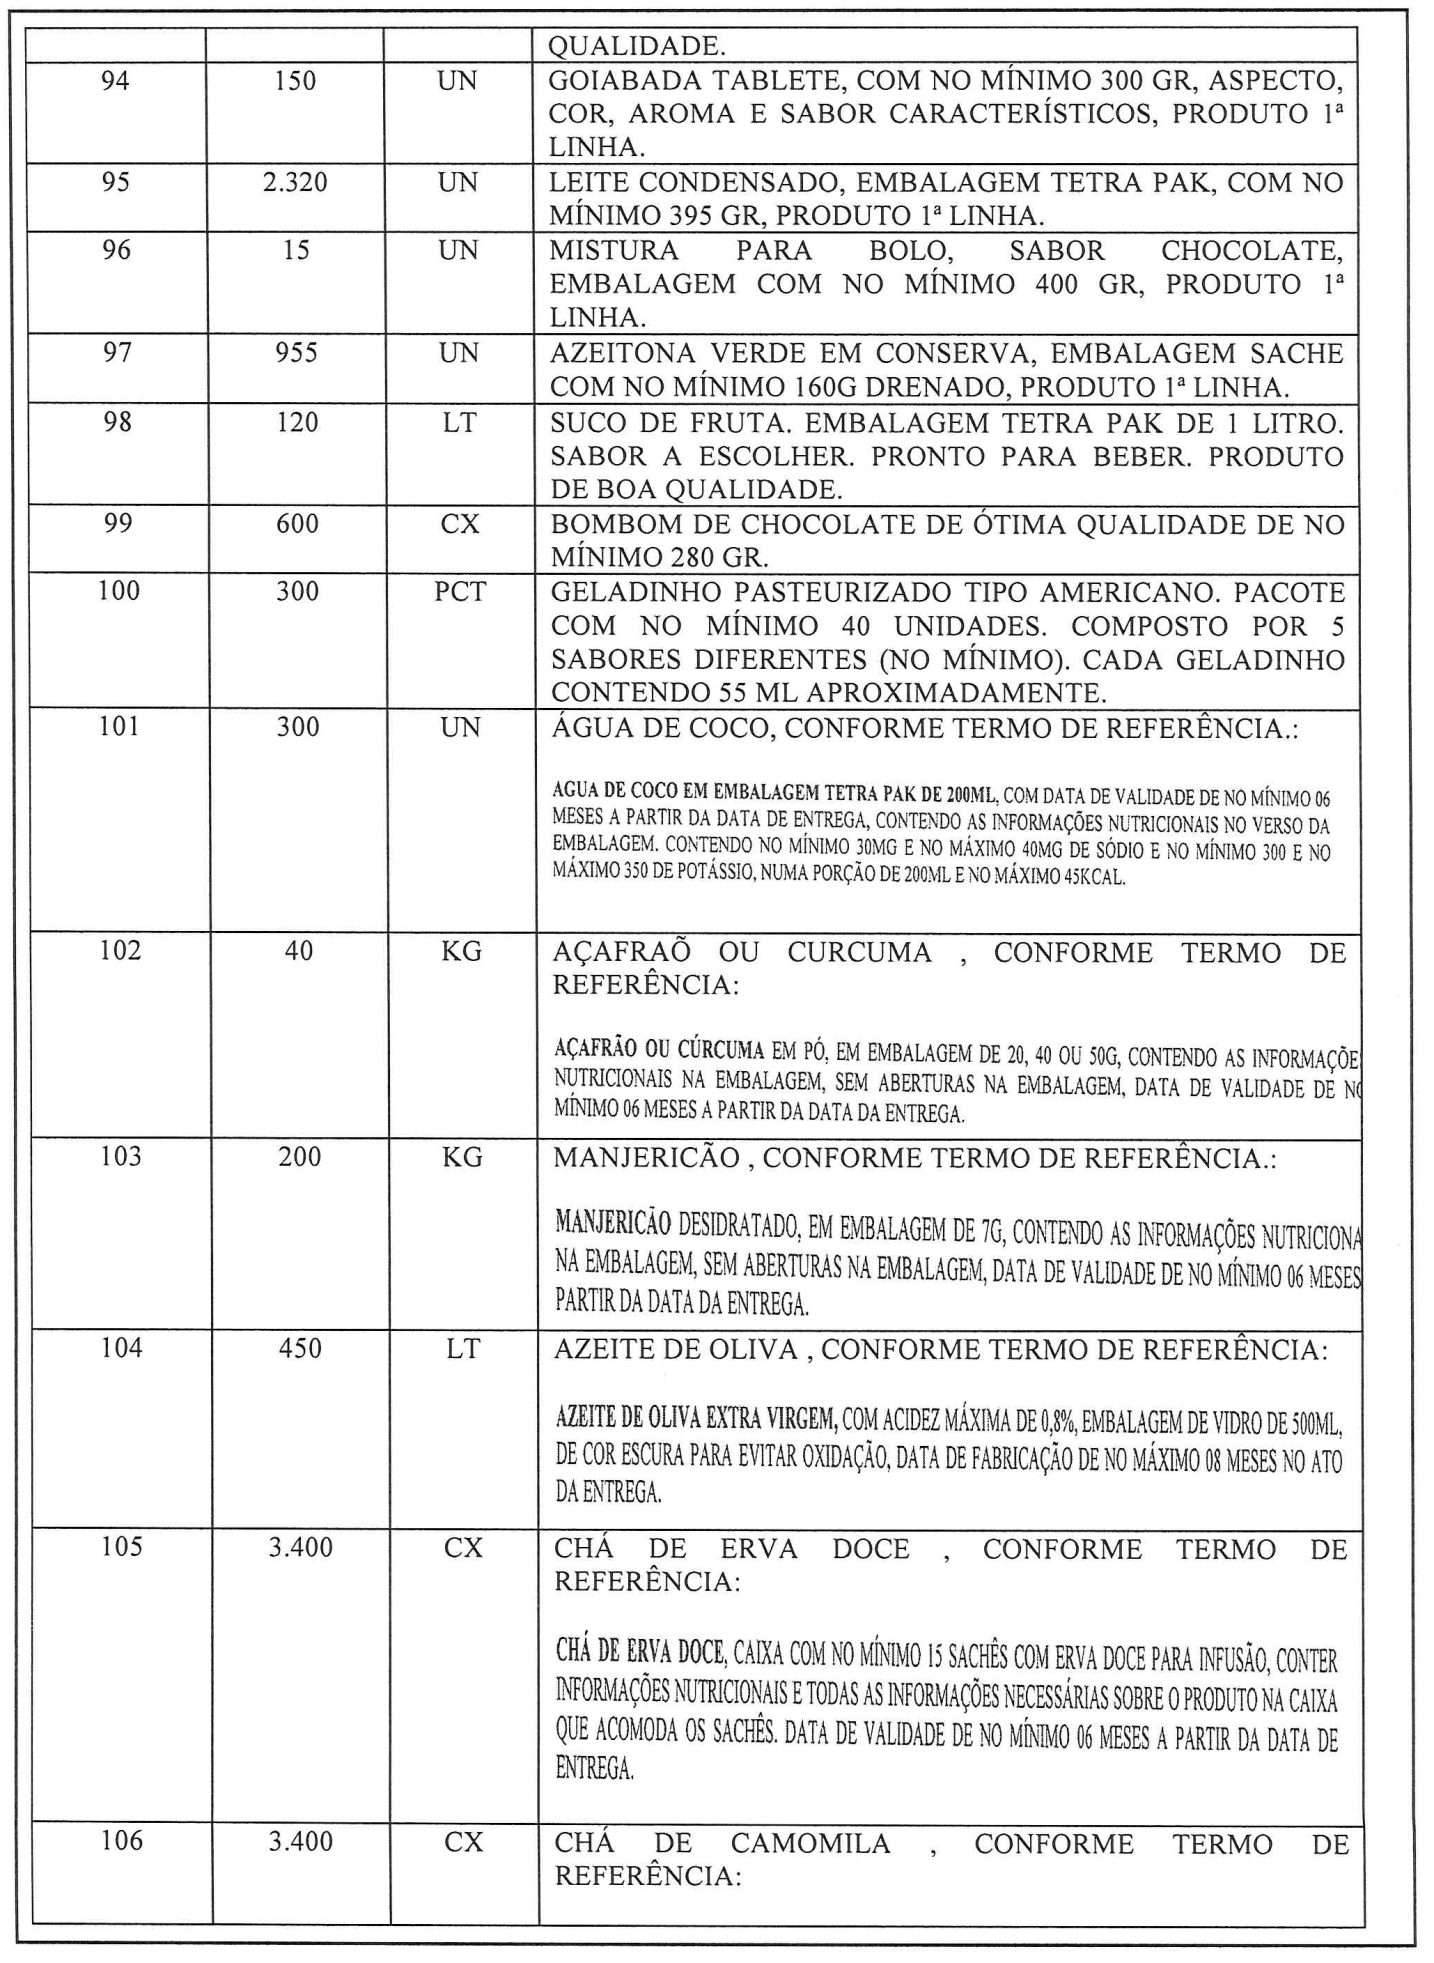 QUALIDADE.
94 150 UN GOIABADA TABLETE, COM NO MÍNIMO 300 GR, ASPECTO,
COR, AROMA E SABOR CARACTERÍSTICOS, PRODUTO 1ª
LINHA.
95 2.320 UN LEITE CONDENSADO, EMBALAGEM TETRA PAK, COM NO
MÍNIMO 395 GR, PRODUTO 1ª LINHA.
96 15 UN MISTURA PARA BOLO, SABOR CHOCOLATE,
EMBALAGEM COM NO MÍNIMO 400 GR, PRODUTO 1ª
LINHA.
97 955 UN AZEITONA VERDE EM CONSERVA, EMBALAGEM SACHE
COM NO MÍNIMO 160G DRENADO, PRODUTO 1ª LINHA.
98 120 LT SUCO DE FRUTA. EMBALAGEM TETRA PAK DE 1 LITRO.
SABOR A ESCOLHER. PRONTO PARA BEBER. PRODUTO
DE BOA QUALIDADE.
99 600 CX BOMBOM DE CHOCOLATE DE ÓTIMA QUALIDADE DE NO
MÍNIMO 280 GR.
100 300 PCT GELADINHO PASTEURIZADO TIPO AMERICANO. PACOTE
COM NO MÍNIMO 40 UNIDADES. COMPOSTO POR 5
SABORES DIFERENTES (NO MÍNIMO). CADA GELADINHO
CONTENDO 55 ML APROXIMADAMENTE.
101 300 UN ÁGUA DE COCO, CONFORME TERMO DE REFERÊNCIA.:
AGUA DE COCO EM EMBALAGEM TETRA PAK DE 200ML, COM DATA DE VALIDADE DE NO MÍNIMO 06
MESES A PARTIR DA DATA DE ENTREGA, CONTENDO AS INFORMAÇÕES NUTRICIONAIS NO VERSO DA
EMBALAGEM. CONTENDO NO MÍNIMO 30MG E NO MÁXIMO 40MG DE SÓDIO E NO MÍNIMO 300 E NO
MÁXIMO 350 DE POTÁSSIO, NUMA PORÇÃO DE 200ML E NO MÁXIMO 45KCAL.
102 40 KG AÇAFRAÕ OU CURCUMA , CONFORME TERMO DE
REFERÊNCIA:
AÇAFRÃO OU CÚRCUMA EM PÓ, EM EMBALAGEM DE 20, 40 OU 50G, CONTENDO AS INFORMAÇÕE
NUTRICIONAIS NA EMBALAGEM, SEM ABERTURAS NA EMBALAGEM, DATA DE VALIDADE DE NO
MÍNIMO 06 MESES A PARTIR DA DATA DA ENTREGA.
103 200 KG MANJERICÃO , CONFORME TERMO DE REFERÊNCIA.:
MANJERICÃO DESIDRATADO, EM EMBALAGEM DE 7G, CONTENDO AS INFORMAÇÕES NUTRICIONA
NA EMBALAGEM, SEM ABERTURAS NA EMBALAGEM, DATA DE VALIDADE DE NO MÍNIMO 06 MESES
PARTIR DA DATA DA ENTREGA.
104 450 LT AZEITE DE OLIVA , CONFORME TERMO DE REFERÊNCIA:
AZEITE DE OLIVA EXTRA VIRGEM, COM ACIDEZ MÁXIMA DE 0,8%, EMBALAGEM DE VIDRO DE 500ML,
DE COR ESCURA PARA EVITAR OXIDAÇÃO, DATA DE FABRICAÇÃO DE NO MÁXIMO 08 MESES NO ATO
DA ENTREGA.
105 3.400 CX CHÁ DE ERVA DOCE , CONFORME TERMO DE
REFERÊNCIA:
CHÁ DE ERVA DOCE, CAIXA COM NO MÍNIMO 15 SACHÊS COM ERVA DOCE PARA INFUSÃO, CONTER
INFORMAÇÕES NUTRICIONAIS E TODAS AS INFORMAÇÕES NECESSÁRIAS SOBRE O PRODUTO NA CAIXA
QUE ACOMODA OS SACHÊS. DATA DE VALIDADE DE NO MÍNIMO 06 MESES A PARTIR DA DATA DE
ENTREGA.
106 3.400 CX CHÁ DE CAMOMILA , CONFORME TERMO DE
REFERÊNCIA: